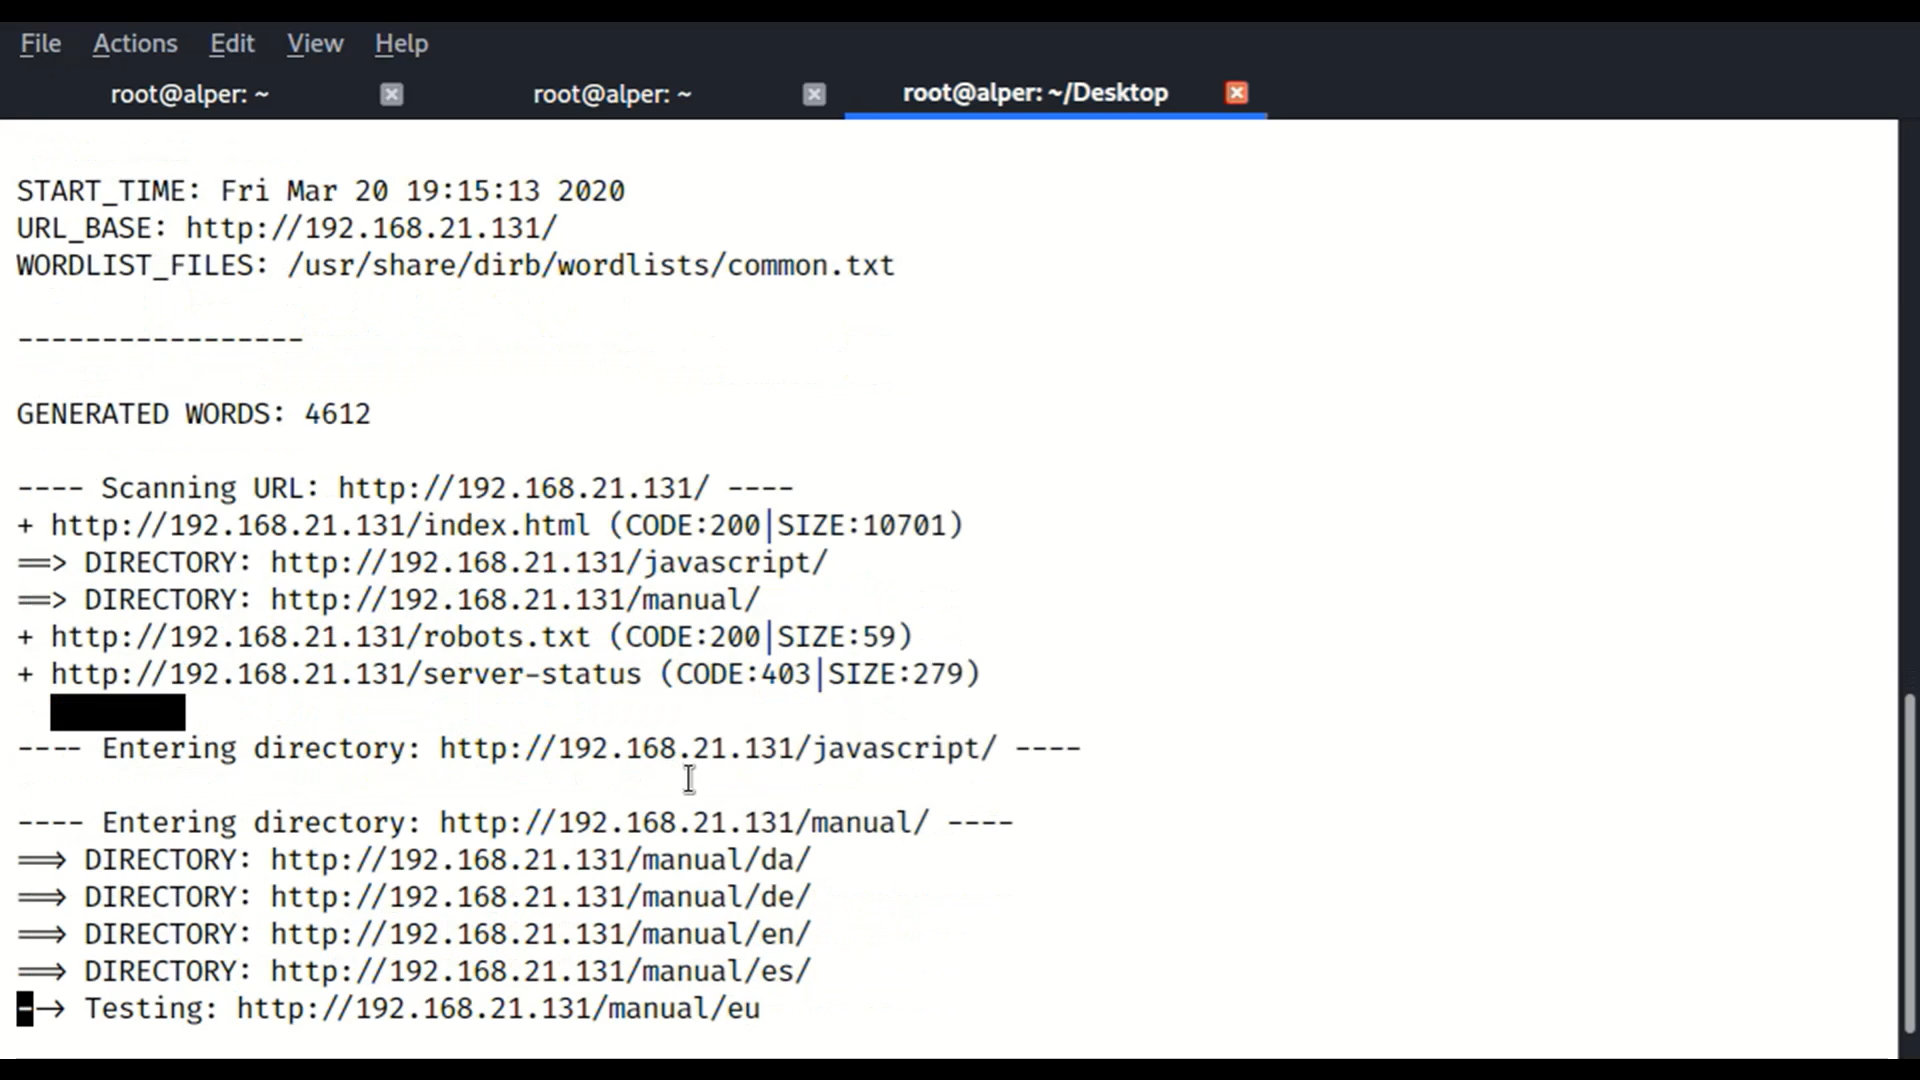 File Actions Edit View Help
root@alper: ~ root@alper: ~ root@alper: ~/Desktop
START_TIME: Fri Mar 20 19:15:13 2020
URL_BASE: http://192.168.21.131/
WORDLIST_FILES: /usr/share/dirb/wordlists/common.txt
-----------------
GENERATED WORDS: 4612
---- Scanning URL: http://192.168.21.131/ ----
+ http://192.168.21.131/index.html (CODE:200|SIZE:10701)
==> DIRECTORY: http://192.168.21.131/javascript/
==> DIRECTORY: http://192.168.21.131/manual/
+ http://192.168.21.131/robots.txt (CODE:200|SIZE:59)
+ http://192.168.21.131/server-status (CODE:403|SIZE:279)
---- Entering directory: http://192.168.21.131/javascript/ ----
---- Entering directory: http://192.168.21.131/manual/ ----
==> DIRECTORY: http://192.168.21.131/manual/da/
==> DIRECTORY: http://192.168.21.131/manual/de/
==> DIRECTORY: http://192.168.21.131/manual/en/
==> DIRECTORY: http://192.168.21.131/manual/es/
--> Testing: http://192.168.21.131/manual/eu